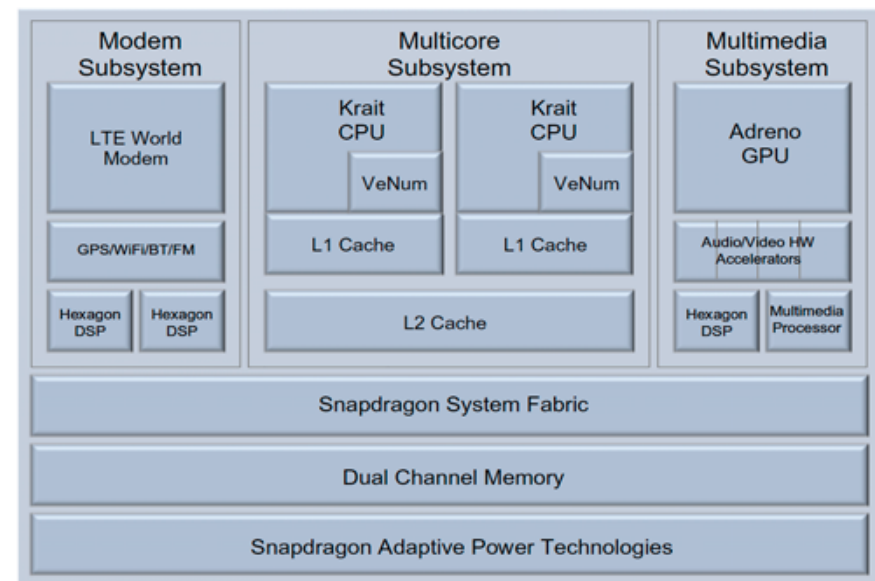 Modem
Subsystem
LTE World
Modem
GPS/WiFi/BT/FM
Hexagon
DSP
Hexagon
DSP
Multicore
Subsystem
Krait
CPU
VeNum
L1 Cache
Krait
CPU
VeNum
L1 Cache
L2 Cache
Multimedia
Subsystem
Adreno
GPU
Audio/Video HW
Accelerators
Hexagon
DSP
Multimedia
Processor
Snapdragon System Fabric
Dual Channel Memory
Snapdragon Adaptive Power Technologies